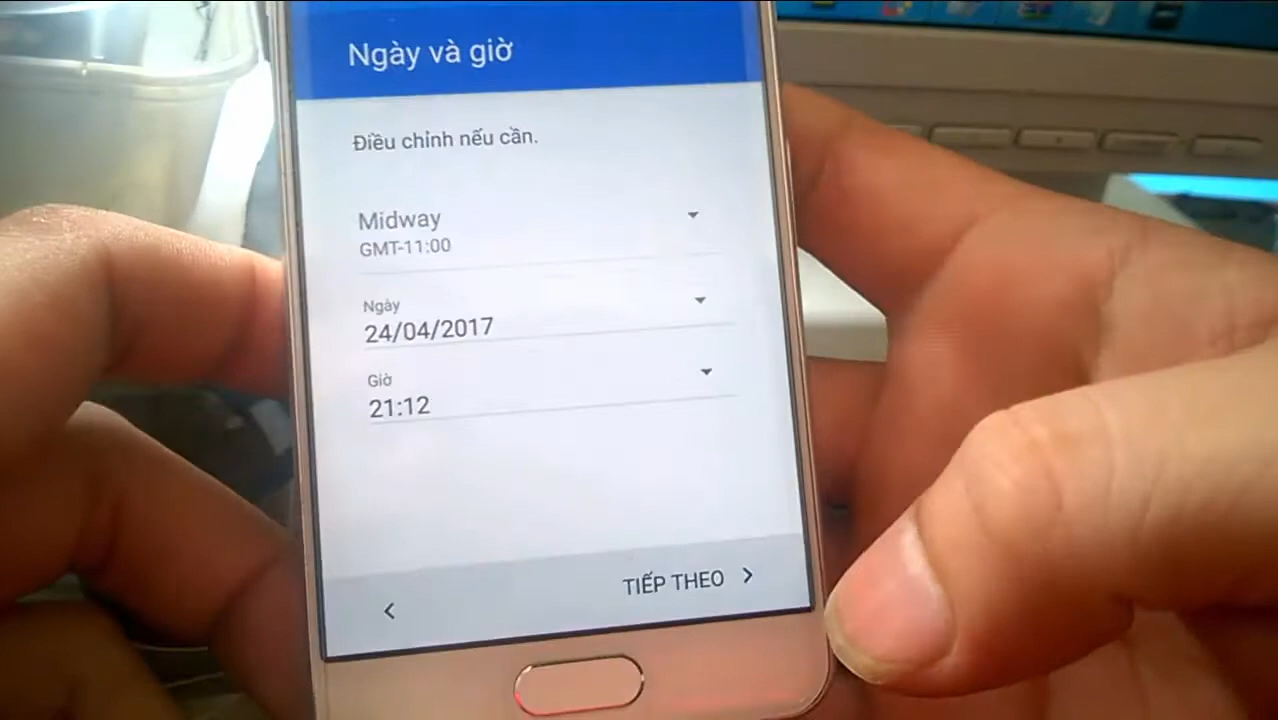 Ngày và giờ
Điều chỉnh nếu cần.
Midway
GMT-11:00
Ngày
24/04/2017
Giờ
21:12
TIẾP THEO